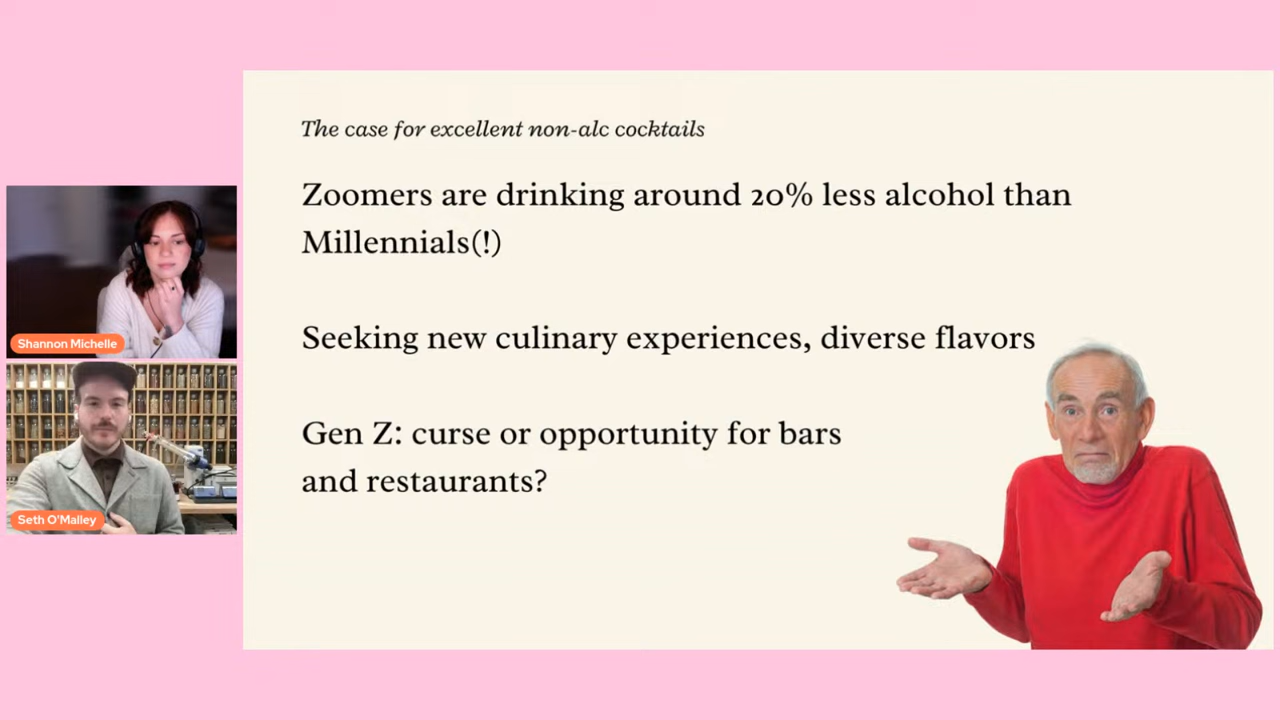 The case for excellent non-alc cocktails
Zoomers are drinking around 20% less alcohol than
Millennials(!)
Seeking new culinary experiences, diverse flavors
Gen Z: curse or opportunity for bars
and restaurants?
Shannon Michelle
Seth O'Malley